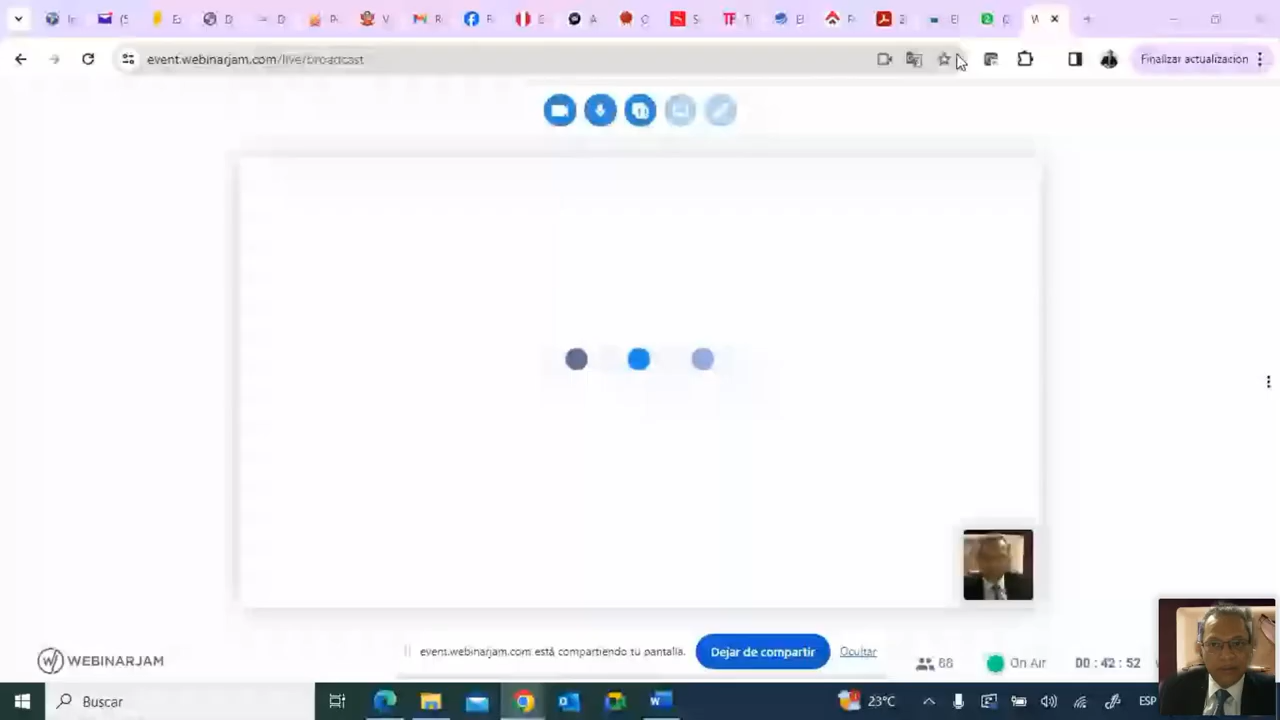 event.webinarjam.com/live/broadcast
Finalizar actualización
WEBINARJAM
event.webinarjam.com está compartiendo tu pantalla.
Dejar de compartir
Ocultar
On Air
00:42:52
Buscar
23°C
ESP